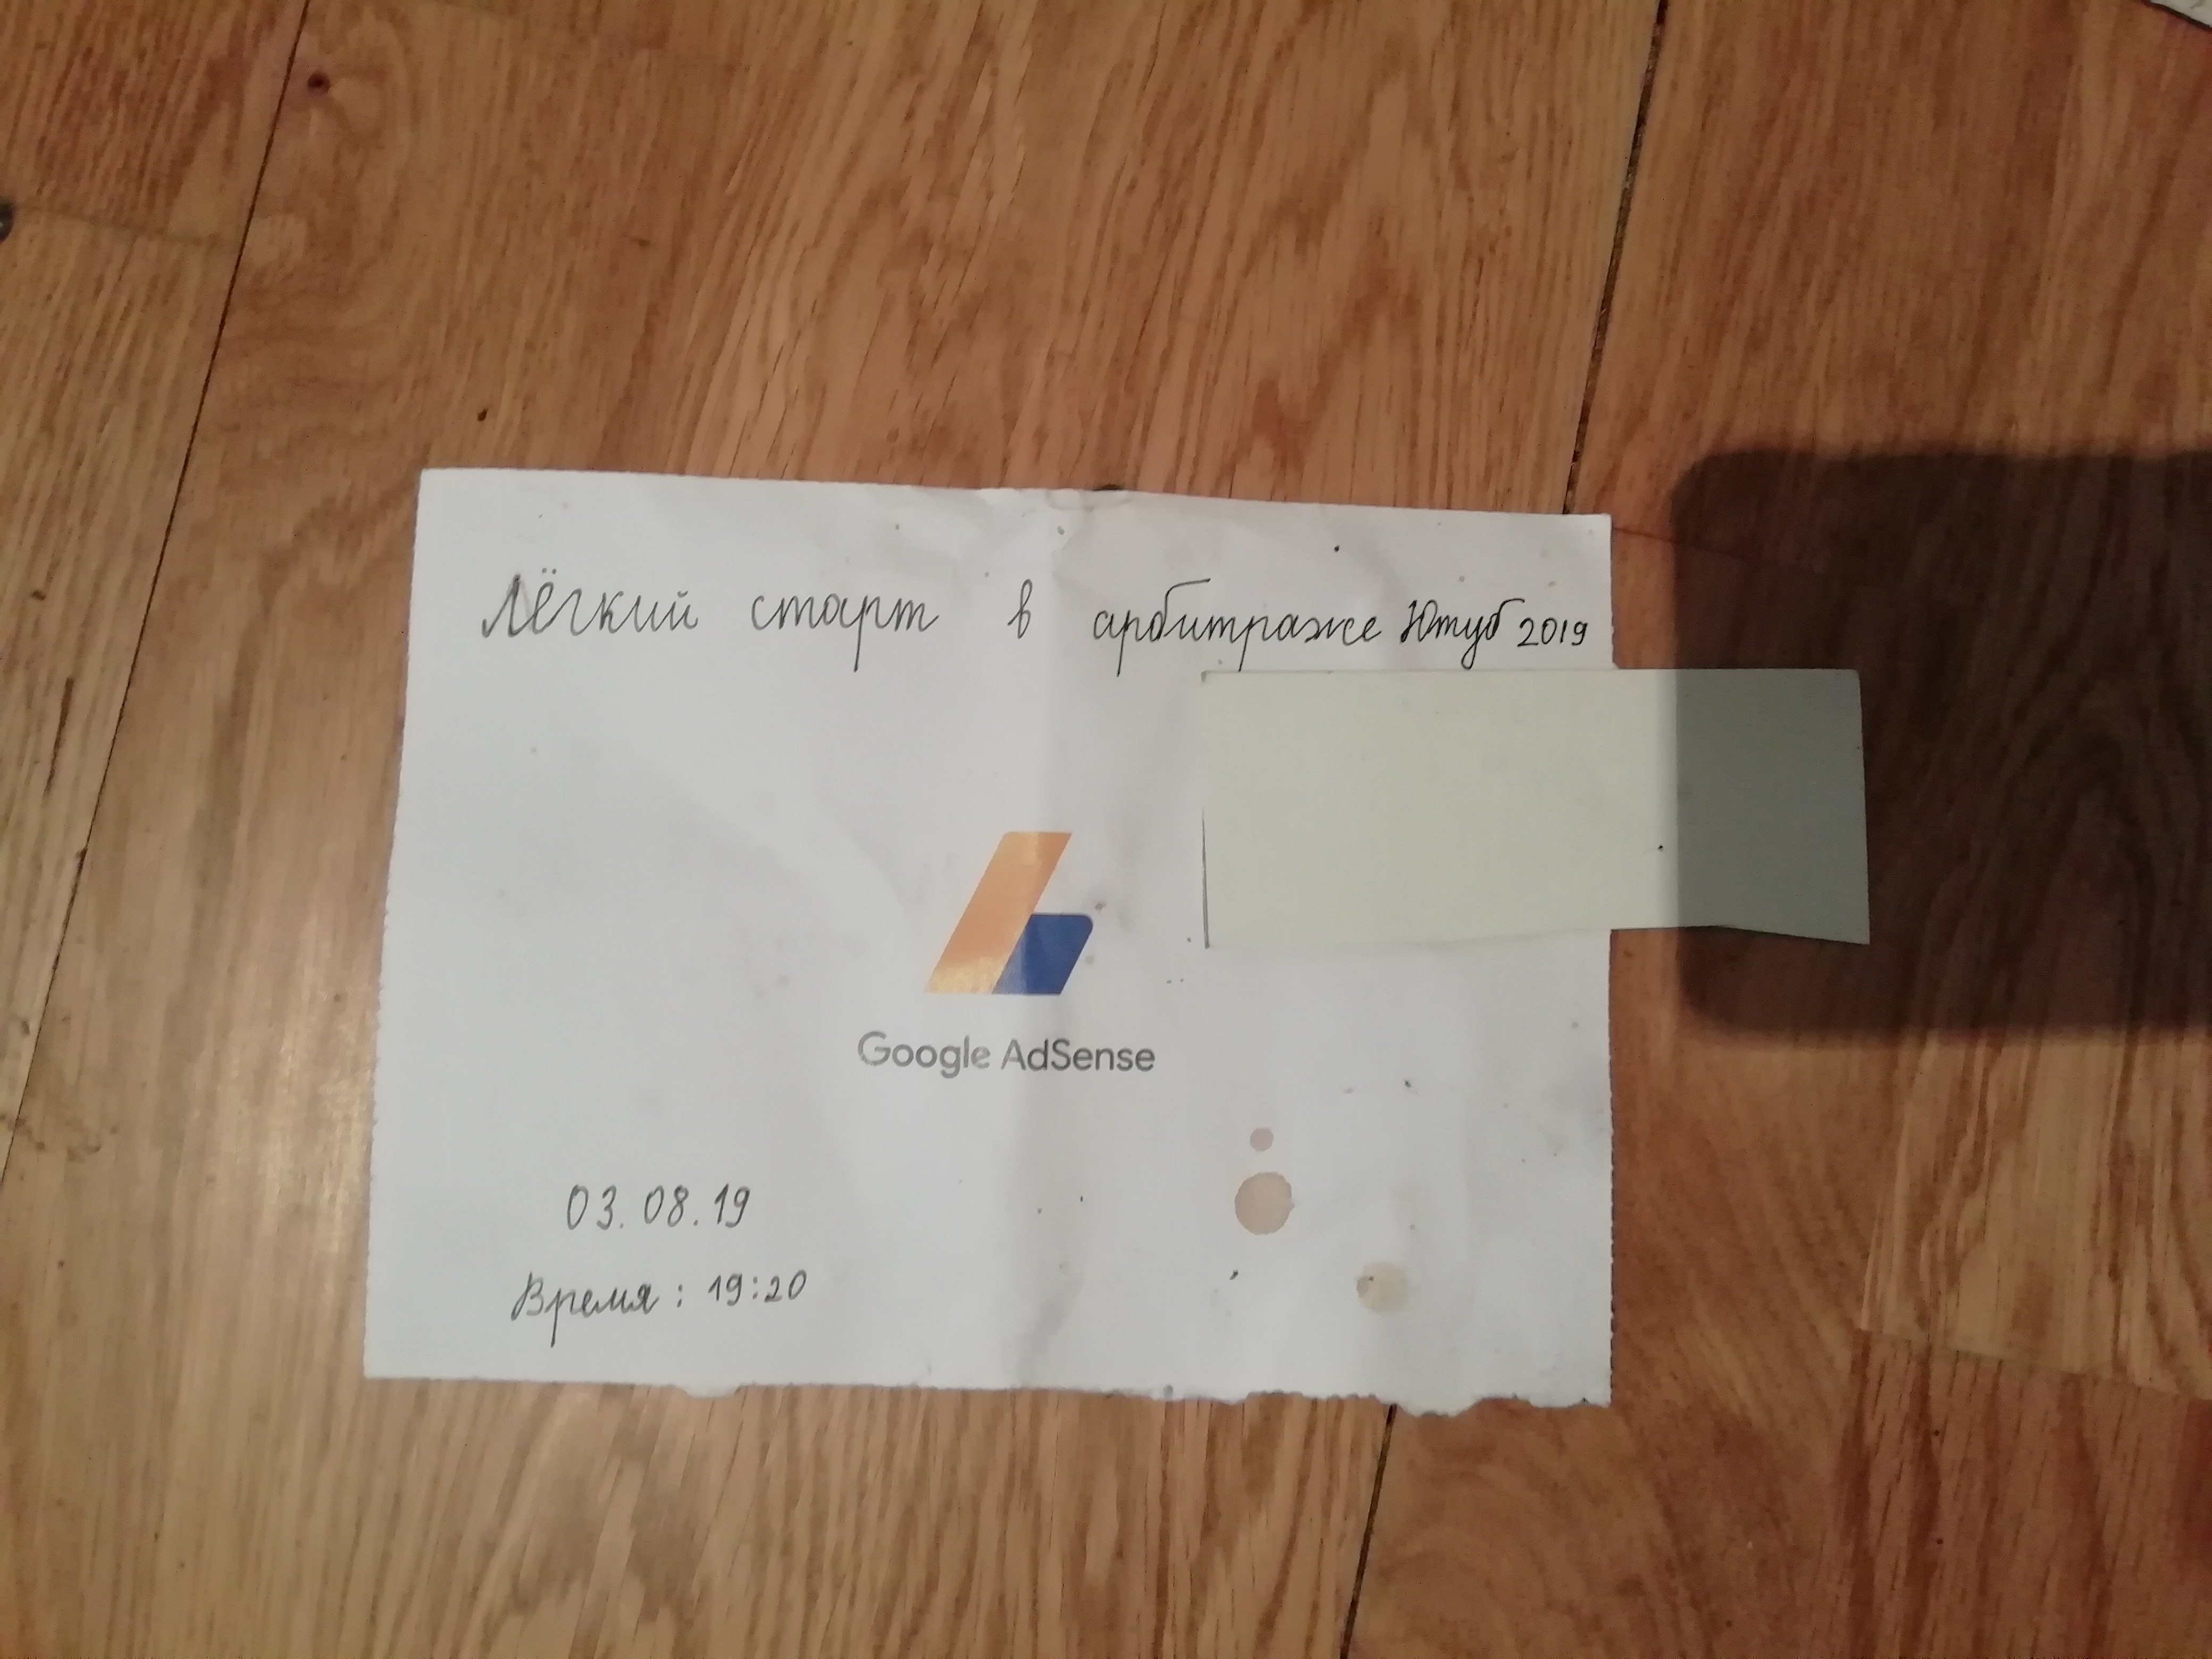 Лёгкий старт в арбитраже Ютуб 2019
Google AdSense
03.08.19
Время : 19:20